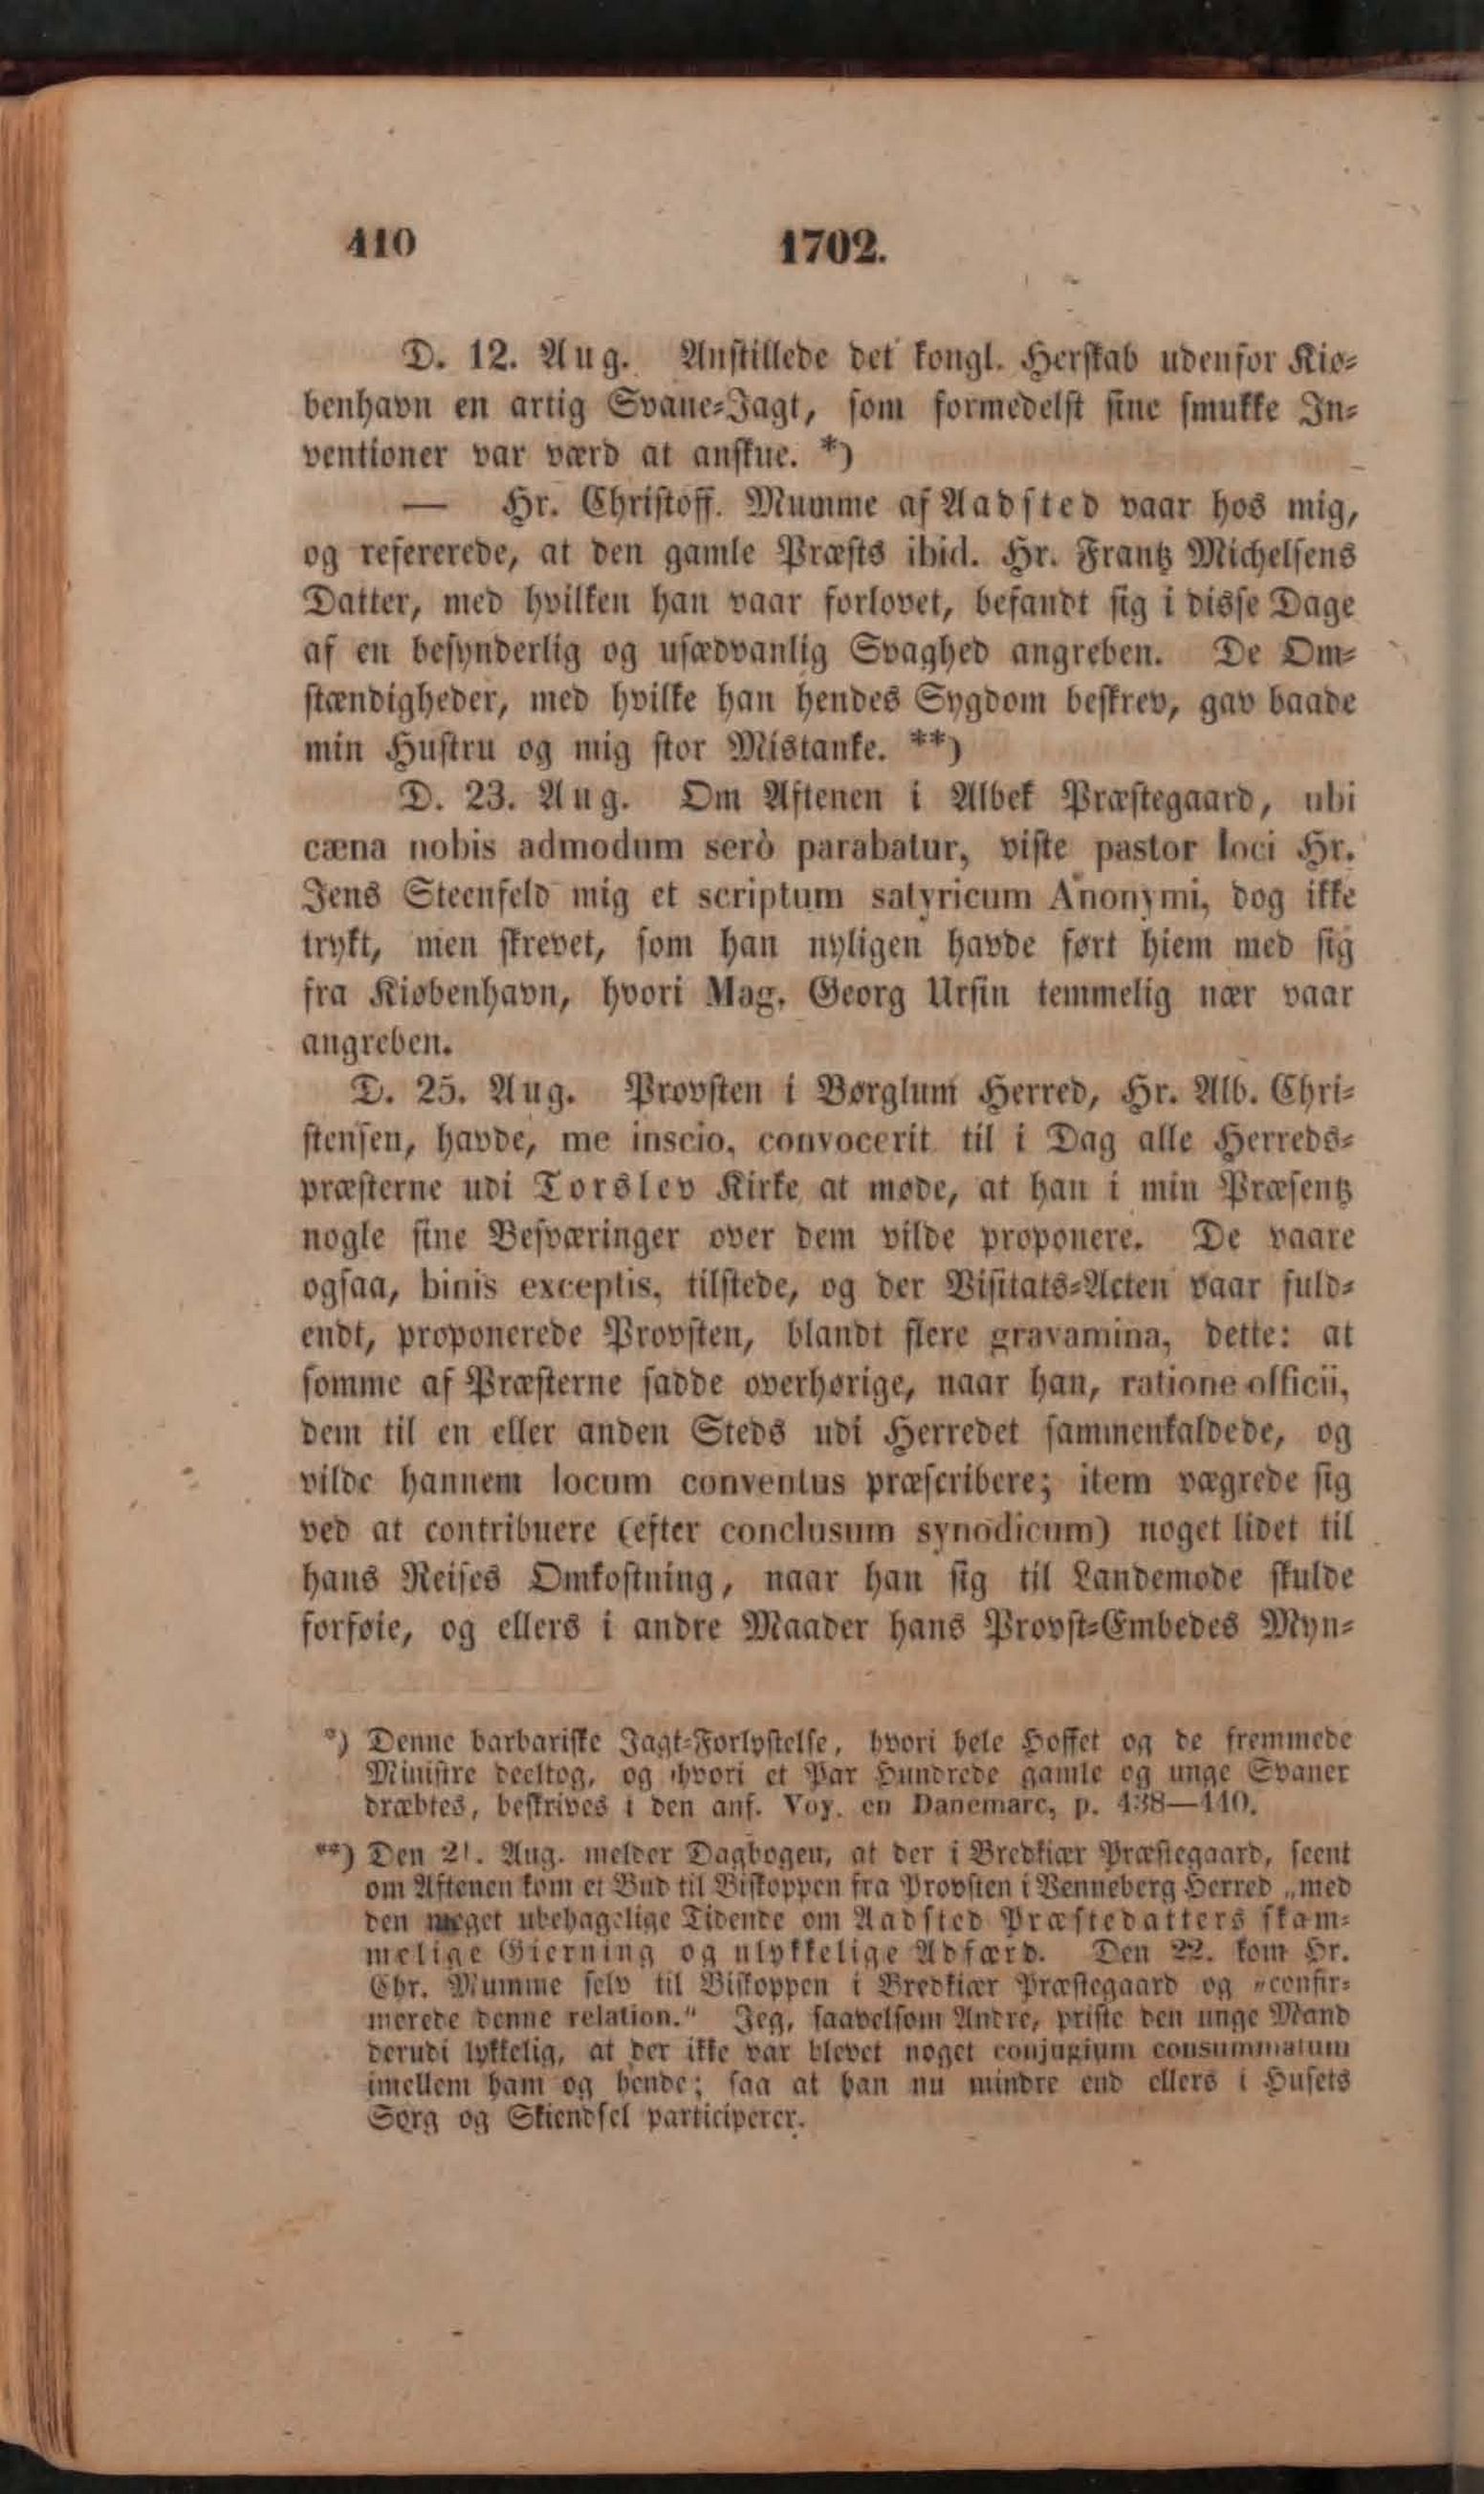 410
1702.
D. 12. Aug. Anstillede det kongl. Herskab udenfor Kiø-
benhavn en artig Svane-Jagt, som formedelst sine smukke In-
ventioner var værd at anskue. *)
— Hr. Christoff. Mumme af Aadsted vaar hos mig,
og refererede, at den gamle Præsts ibid. Hr. Frantz Michelsens
Datter, med hvilken han vaar forlovet, befandt sig i disse Dage
af en besynderlig og usædvanlig Svaghed angreben. De Om-
stændigheder, med hvilke han hendes Sygdom beskrev, gav baade
min Hustru og mig stor Mistanke. **)
D. 23. Aug. Om Aftenen i Albek Præstegaard, ubi
cæna nobis admodum serò parabatur, viste pastor loci Hr.
Jens Steenfeld mig et scriptum satyricum Anonymi, dog ikke
trykt, men skrevet, som han nyligen havde ført hiem med sig
fra Kiøbenhavn, hvori Mag. Georg Ursin temmelig nær vaar
angreben.
D. 25. Aug. Provsten i Børglum Herred, Hr. Alb. Chri-
stensen, havde, me inscio, convocerit til i Dag alle Herreds-
præsterne udi Torslev Kirke at møde, at han i min Præsentz
nogle sine Besværinger over dem vilde proponere. De vaare
ogsaa, binis exceptis, tilstede, og der Visitats-Acten vaar fuld-
endt, proponerede Provsten, blandt flere gravamina, dette: at
somme af Præsterne sadde overhørige, naar han, ratione officii,
dem til en eller anden Steds udi Herredet sammenkaldede, og
vilde hannem locum conventus præscribere; item vægrede sig
ved at contribuere (efter conclusum synodicum) noget lidet til
hans Reises Omkostning, naar han sig til Landemode skulde
forføie, og ellers i andre Maader hans Provst-Embedes Myn-
*) Denne barbariske Jagt-Forlystelse, hvori hele Hoffet og de fremmede
Ministre deeltog, og hvori et Par Hundrede gamle og unge Svaner
dræbtes, beskrives i den anf. Voy. en Danemarc, p. 438—440.
**) Den 21. Aug. melder Dagbogen, at der i Bredkiær Præstegaard, seent
om Aftenen kom et Bud til Biskoppen fra Provsten i Venneberg Herred „med
den meget ubehagelige Tidende om Aadsted Præstedatters skam-
melige Gierning og ulykkelige Adfærd. Den 22. kom Hr.
Chr. Mumme selv til Biskoppen i Bredkiær Præstegaard og „confir-
merede denne relation.“ Jeg, saavelsom Andre, priste den unge Mand
derudi lykkelig, at der ikke var blevet noget conjugium consummatum
imellem ham og hende; saa at han nu mindre end ellers i Husets
Sorg og Skiendsel participerer.